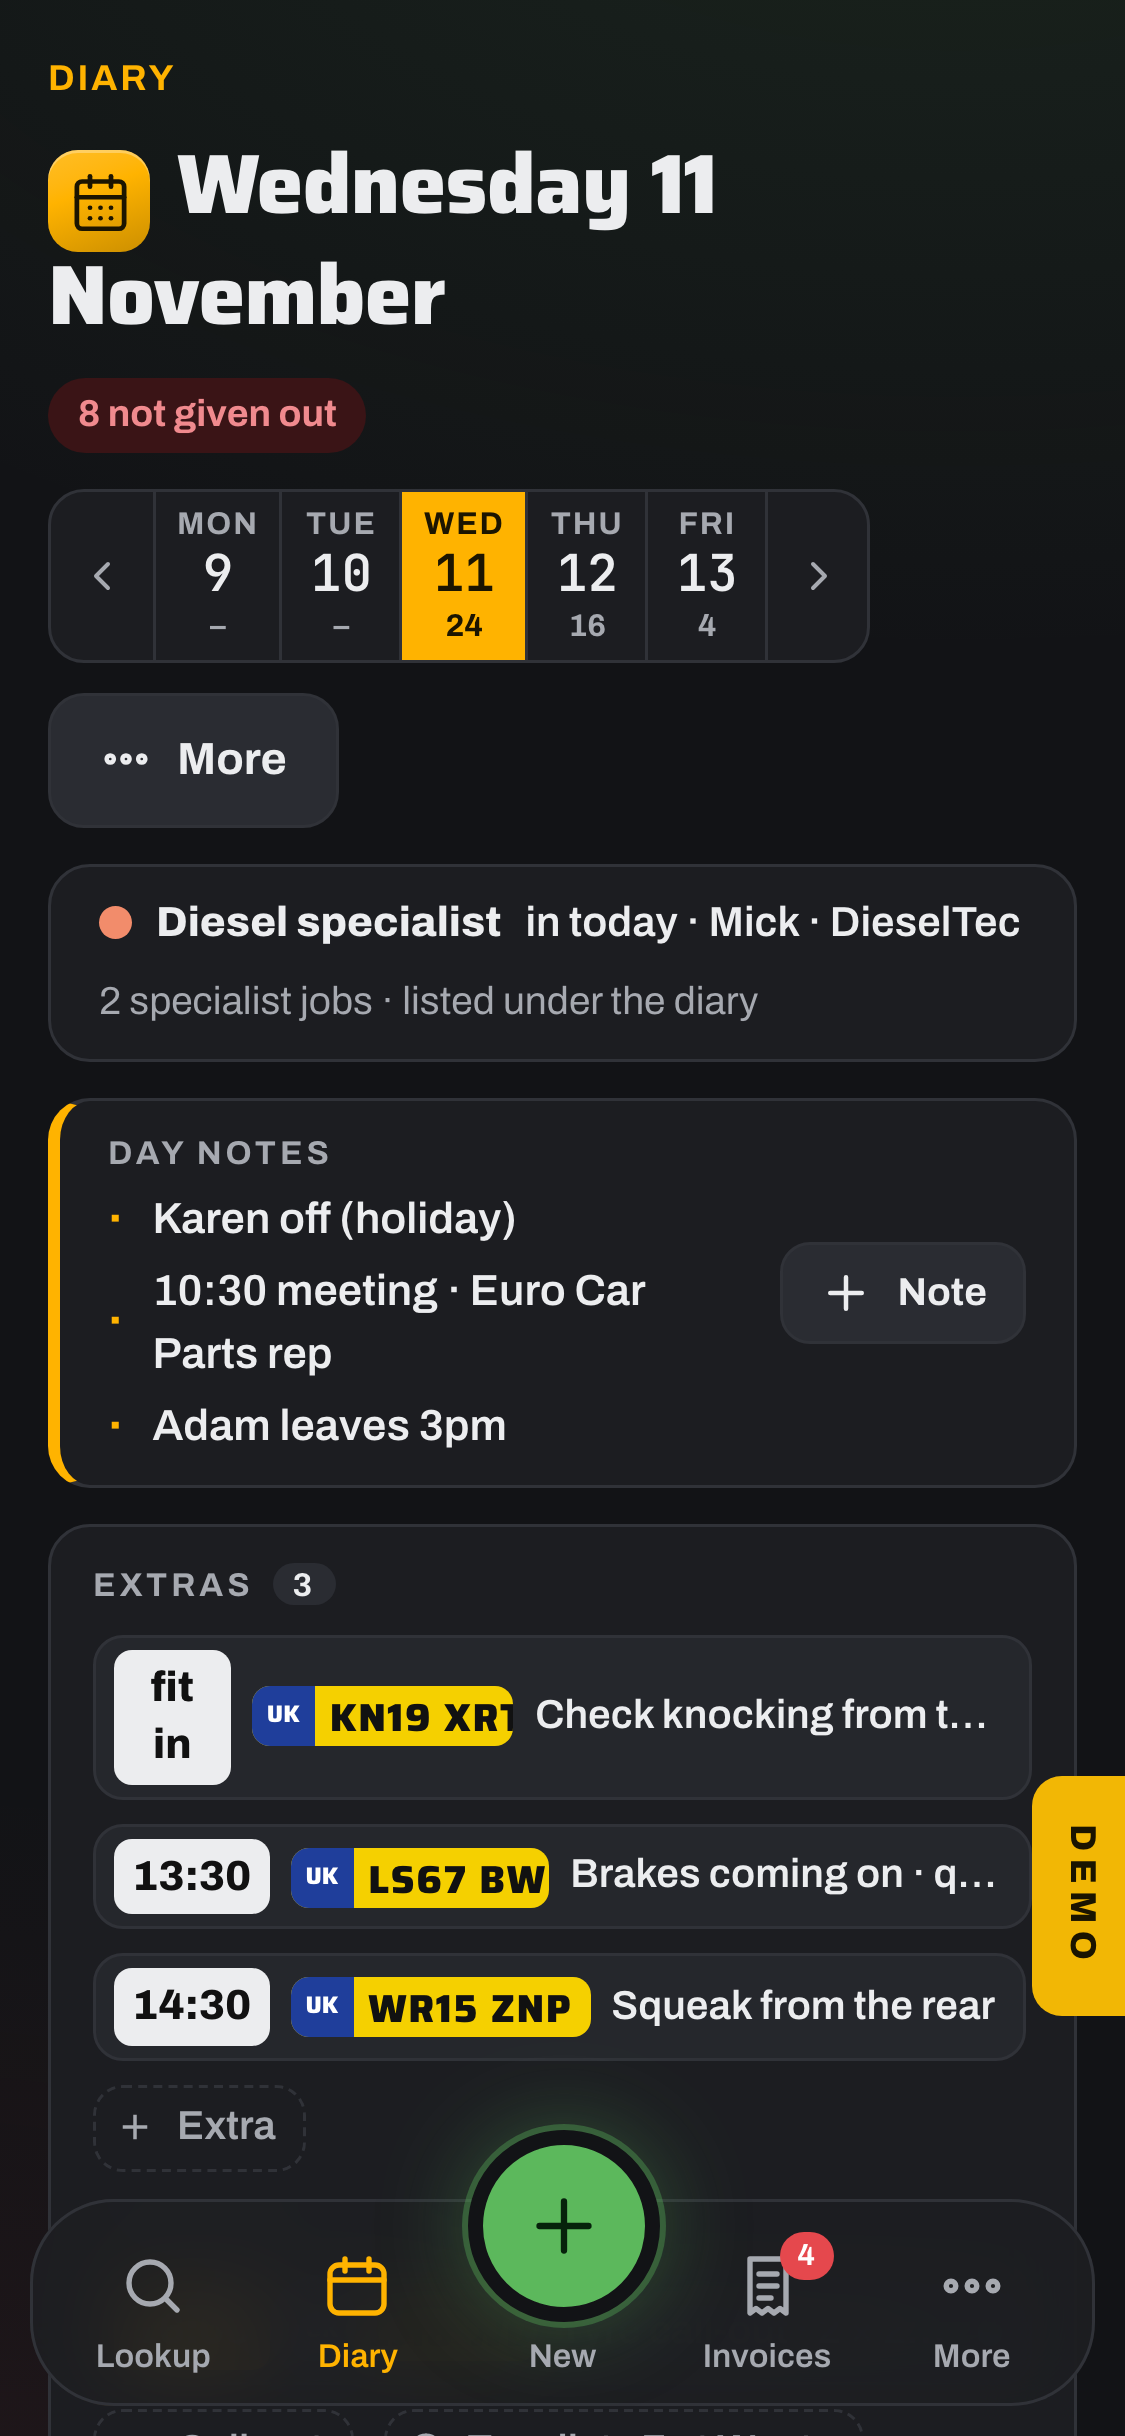 DIARY
Wednesday 11
November
8 not given out
MON TUE WED THU FRI
9 10 11 12 13
– – 24 16 4
More
Diesel specialist in today · Mick · DieselTec
2 specialist jobs · listed under the diary
DAY NOTES
· Karen off (holiday)
· 10:30 meeting · Euro Car
Parts rep
· Adam leaves 3pm
+ Note
EXTRAS 3
fit
in
UK KN19 XRT Check knocking from t...
13:30 UK LS67 BW Brakes coming on · q...
14:30 UK WR15 ZNP Squeak from the rear
+ Extra
DEMO
4
Lookup Diary New Invoices More